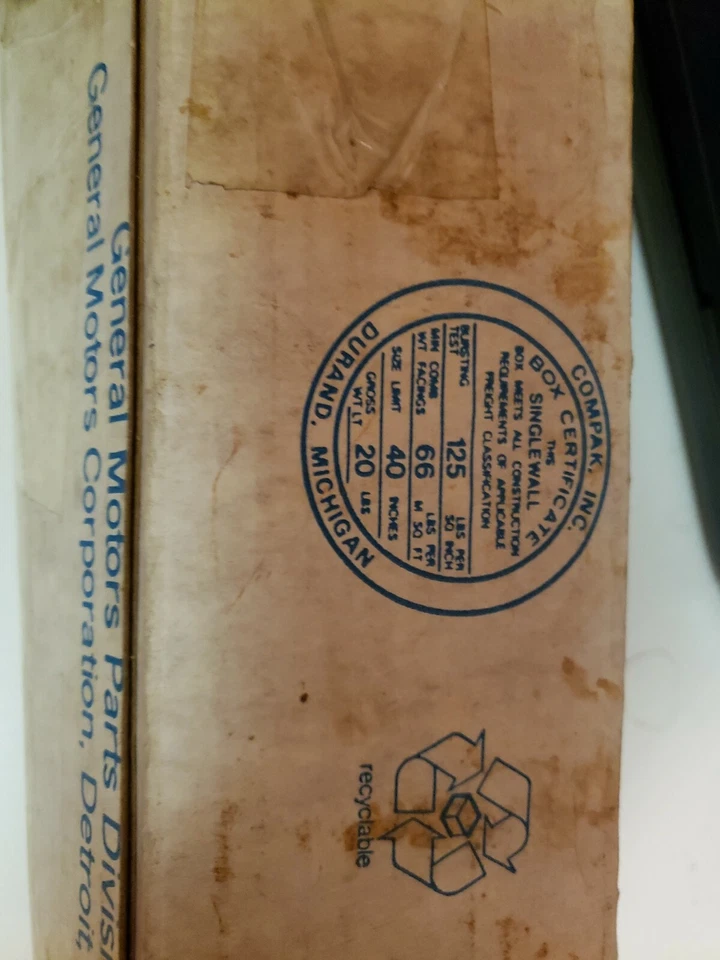 COMPAK, INC.
BOX CERTIFICATE
THIS
SINGLEWALL
BOX MEETS ALL CONSTRUCTION
REQUIREMENTS OF APPLICABLE
FREIGHT CLASSIFICATION
BURSTING TEST 125 LBS PER SQ INCH
MIN COMB WT FACINGS 66 LBS PER M SQ FT
SIZE LIMIT 40 INCHES
GROSS WT LT 20 LBS
DURAND, MICHIGAN
recyclable
General Motors Parts Divisi
General Motors Corporation, Detroit,